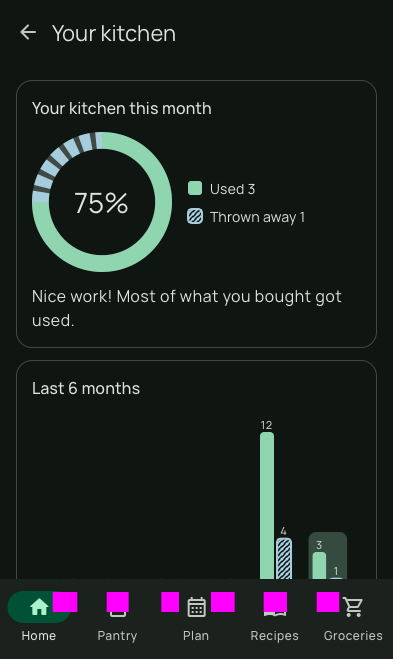 Your kitchen
Your kitchen this month
75%
Used 3
Thrown away 1
Nice work! Most of what you bought got
used.
Last 6 months
12
4
3
1
Home
Pantry
Plan
Recipes
Groceries